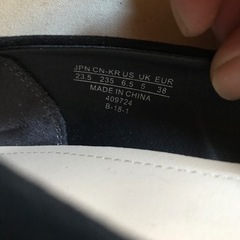 JPN CN-KR US UK EUR
23.5 235 6.5 5 38
MADE IN CHINA
409724
B-18-1